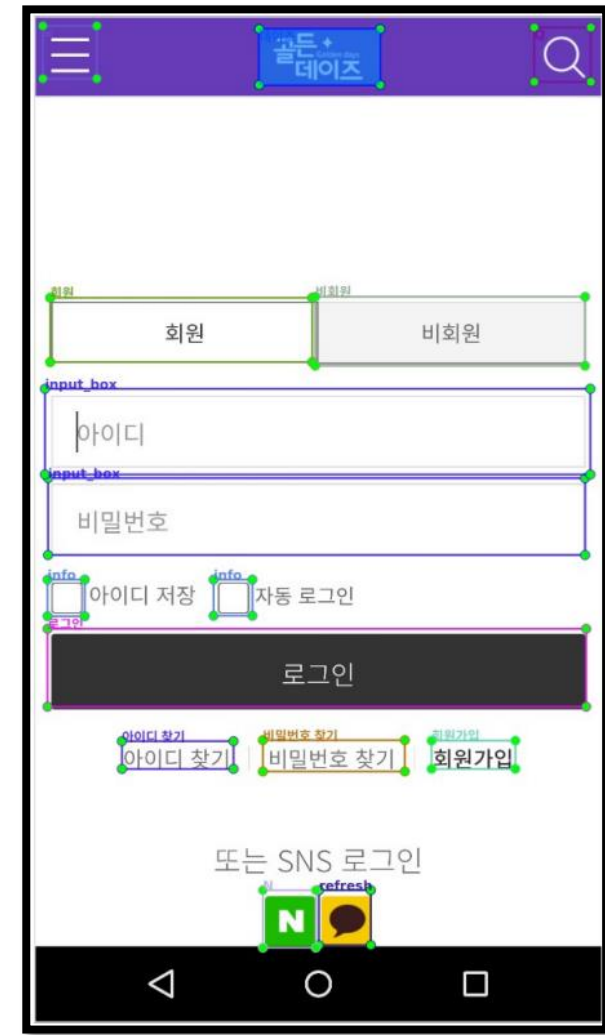 골든
Golden days
데이즈
회원 비회원
회원 비회원
input_box
아이디
input_box
비밀번호
info info
아이디 저장 자동 로그인
로그인
로그인
아이디 찾기 비밀번호 찾기 회원가입
아이디 찾기 비밀번호 찾기 회원가입
또는 SNS 로그인
N refresh
N